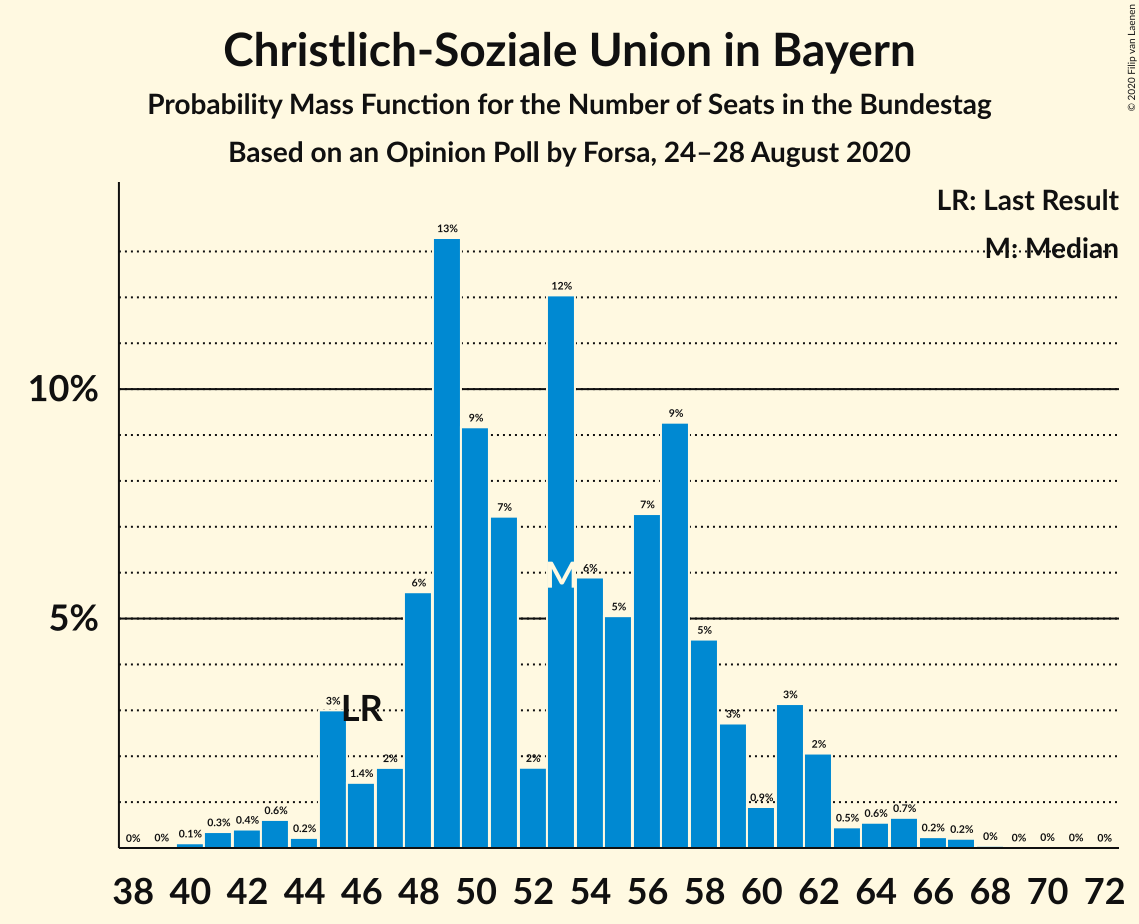 © 2020 Filip van Laenen
Christlich-Soziale Union in Bayern
Probability Mass Function for the Number of Seats in the Bundestag
Based on an Opinion Poll by Forsa, 24–28 August 2020
LR: Last Result
M: Median
10%
5%
0% 0% 0.1% 0.3% 0.4% 0.6% 0.2% 3% 1.4% 2% 6% 13% 9% 7% 2% 12% 6% 5% 7% 9% 5% 3% 0.9% 3% 2% 0.5% 0.6% 0.7% 0.2% 0.2% 0% 0% 0% 0% 0%
LR
M
38 40 42 44 46 48 50 52 54 56 58 60 62 64 66 68 70 72